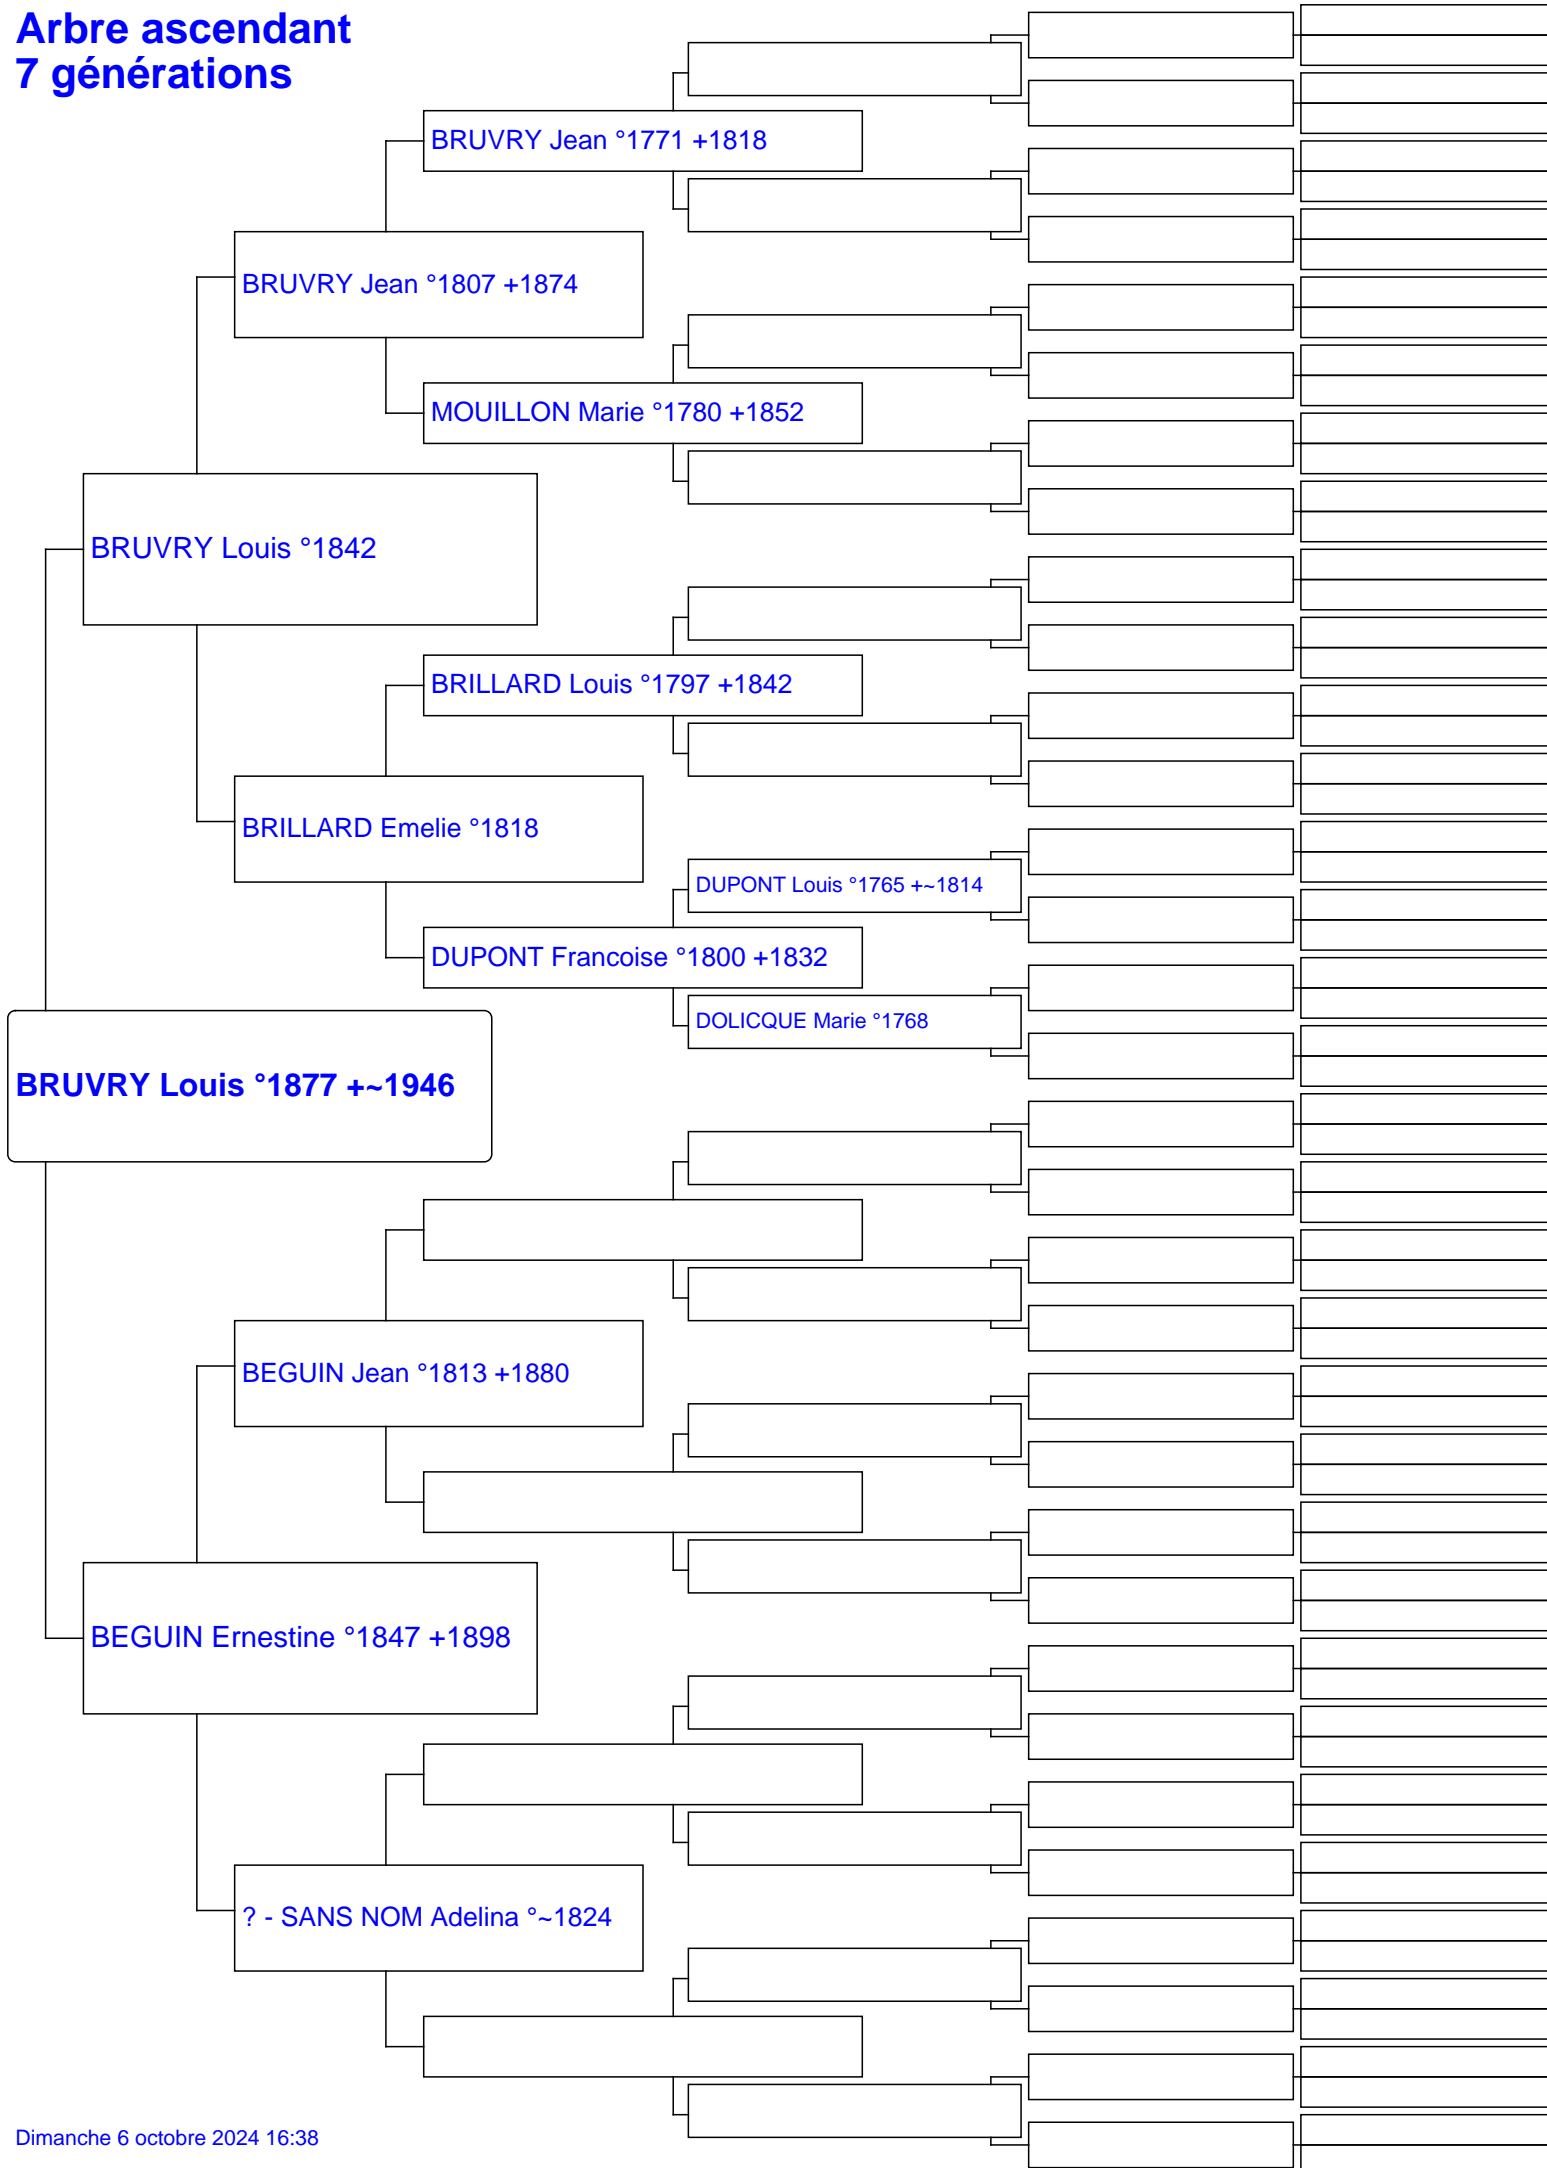 Arbre ascendant
7 générations
BRUVRY Jean °1771 +1818
BRUVRY Jean °1807 +1874
MOUILLON Marie °1780 +1852
BRUVRY Louis °1842
BRILLARD Louis °1797 +1842
BRILLARD Emelie °1818
DUPONT Louis °1765 +~1814
DUPONT Francoise °1800 +1832
DOLICQUE Marie °1768
BRUVRY Louis °1877 +~1946
BEGUIN Jean °1813 +1880
BEGUIN Ernestine °1847 +1898
? - SANS NOM Adelina °~1824
Dimanche 6 octobre 2024 16:38